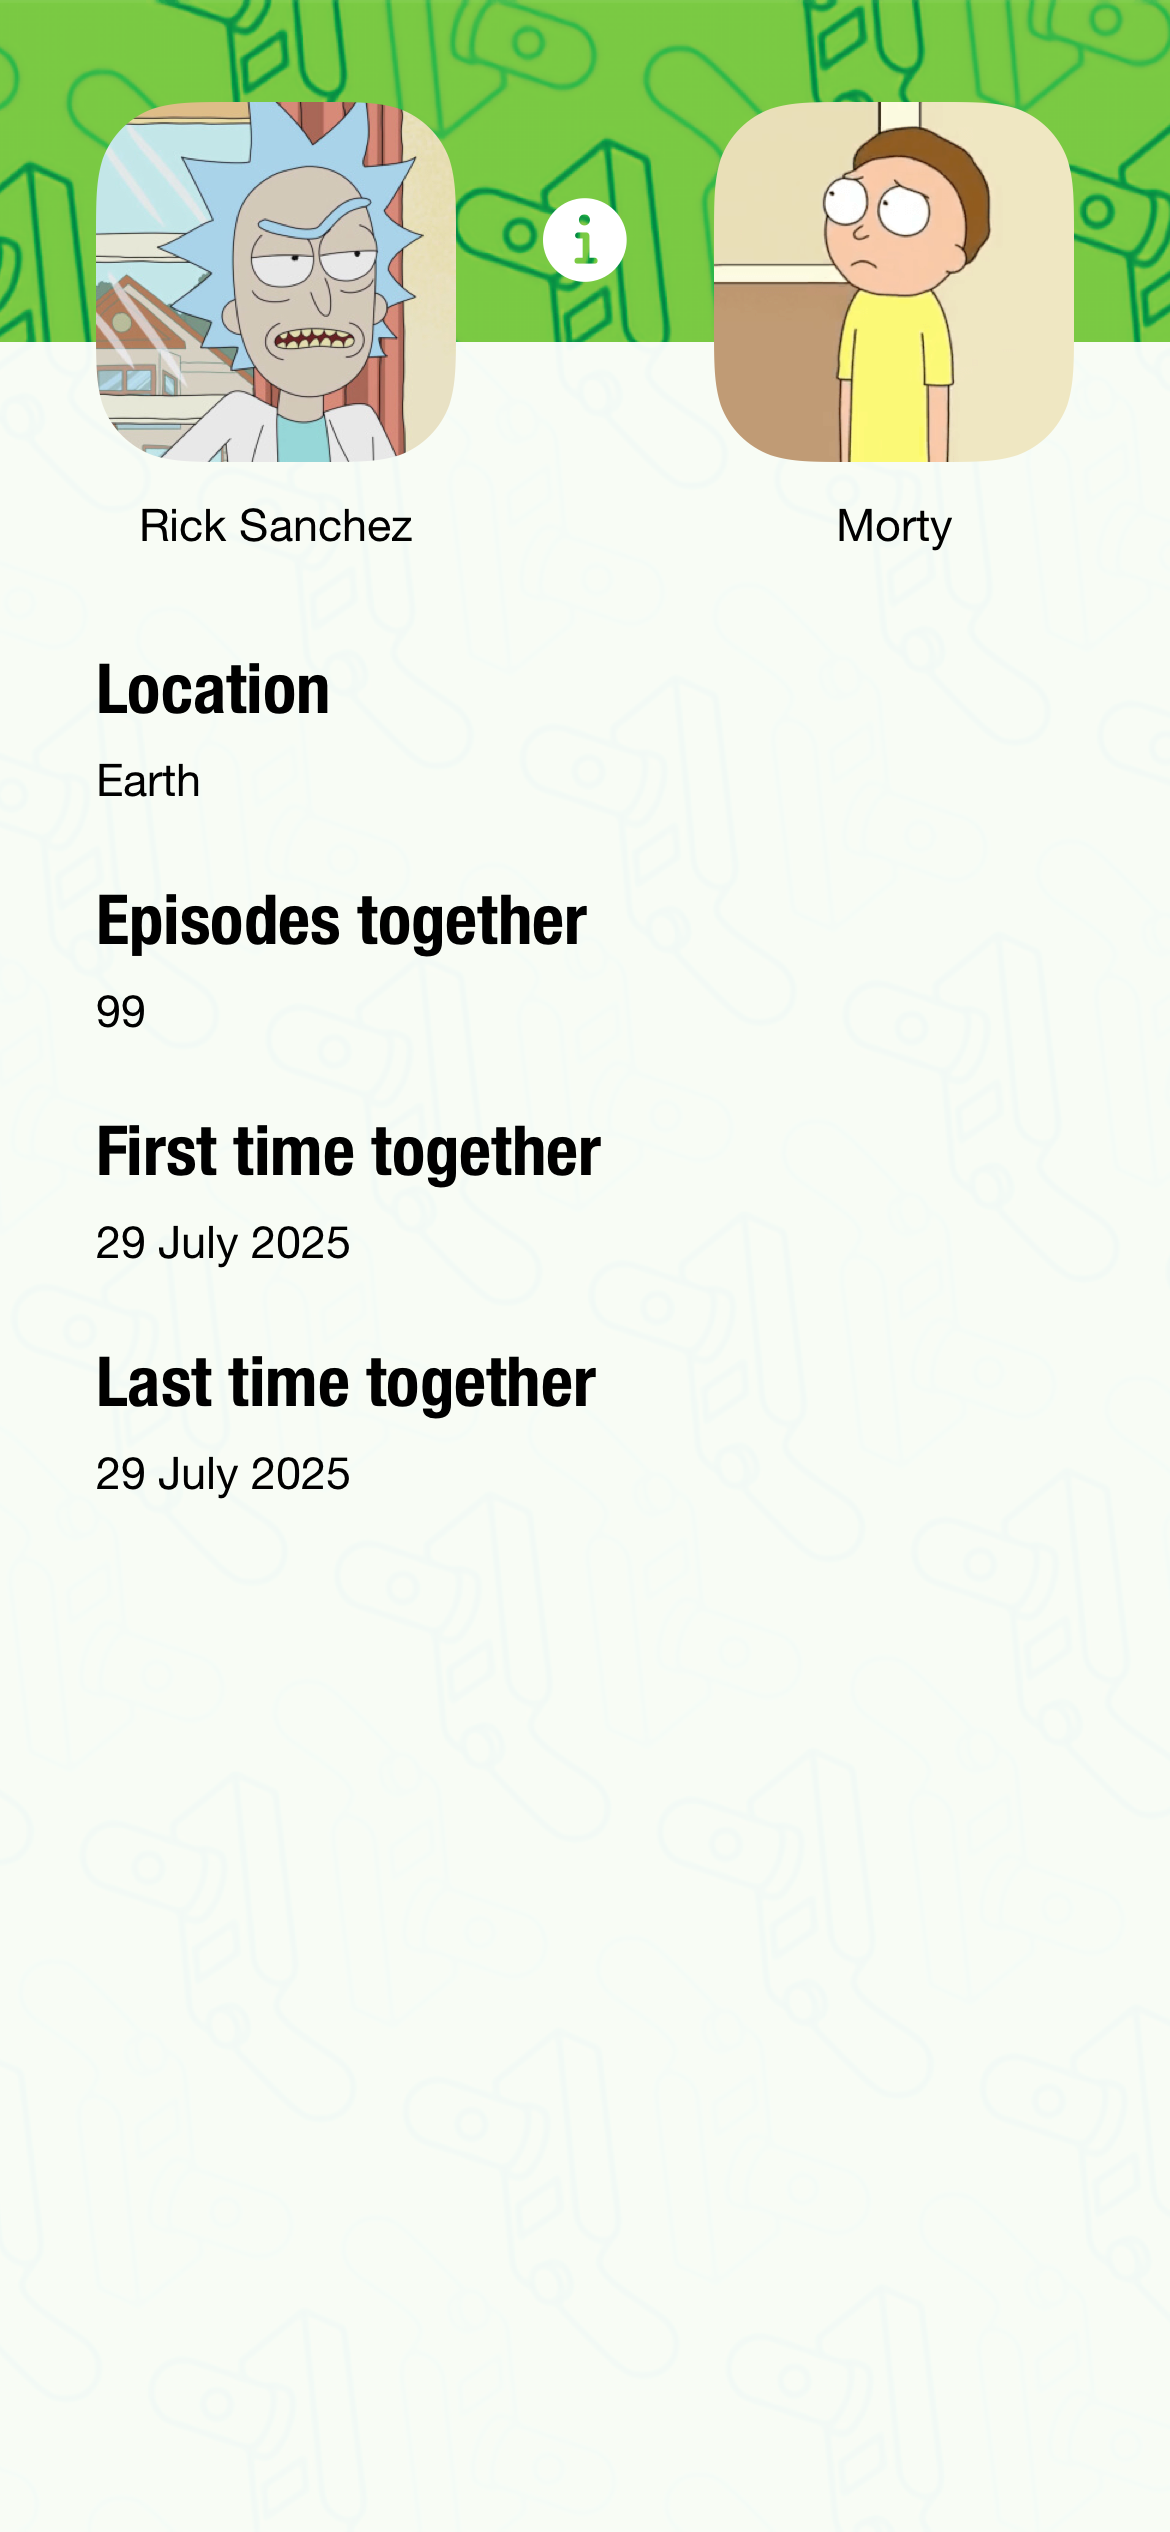 i
Rick Sanchez
Morty
Location
Earth
Episodes together
99
First time together
29 July 2025
Last time together
29 July 2025